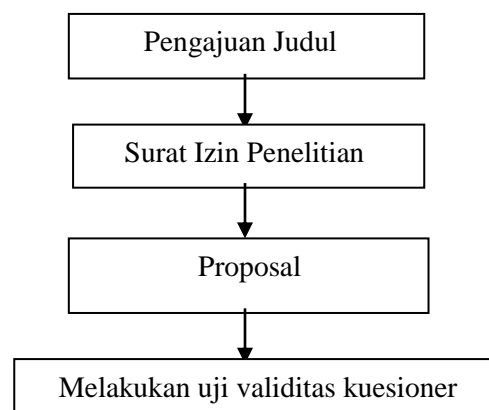 Pengajuan Judul
Surat Izin Penelitian
Proposal
Melakukan uji validitas kuesioner